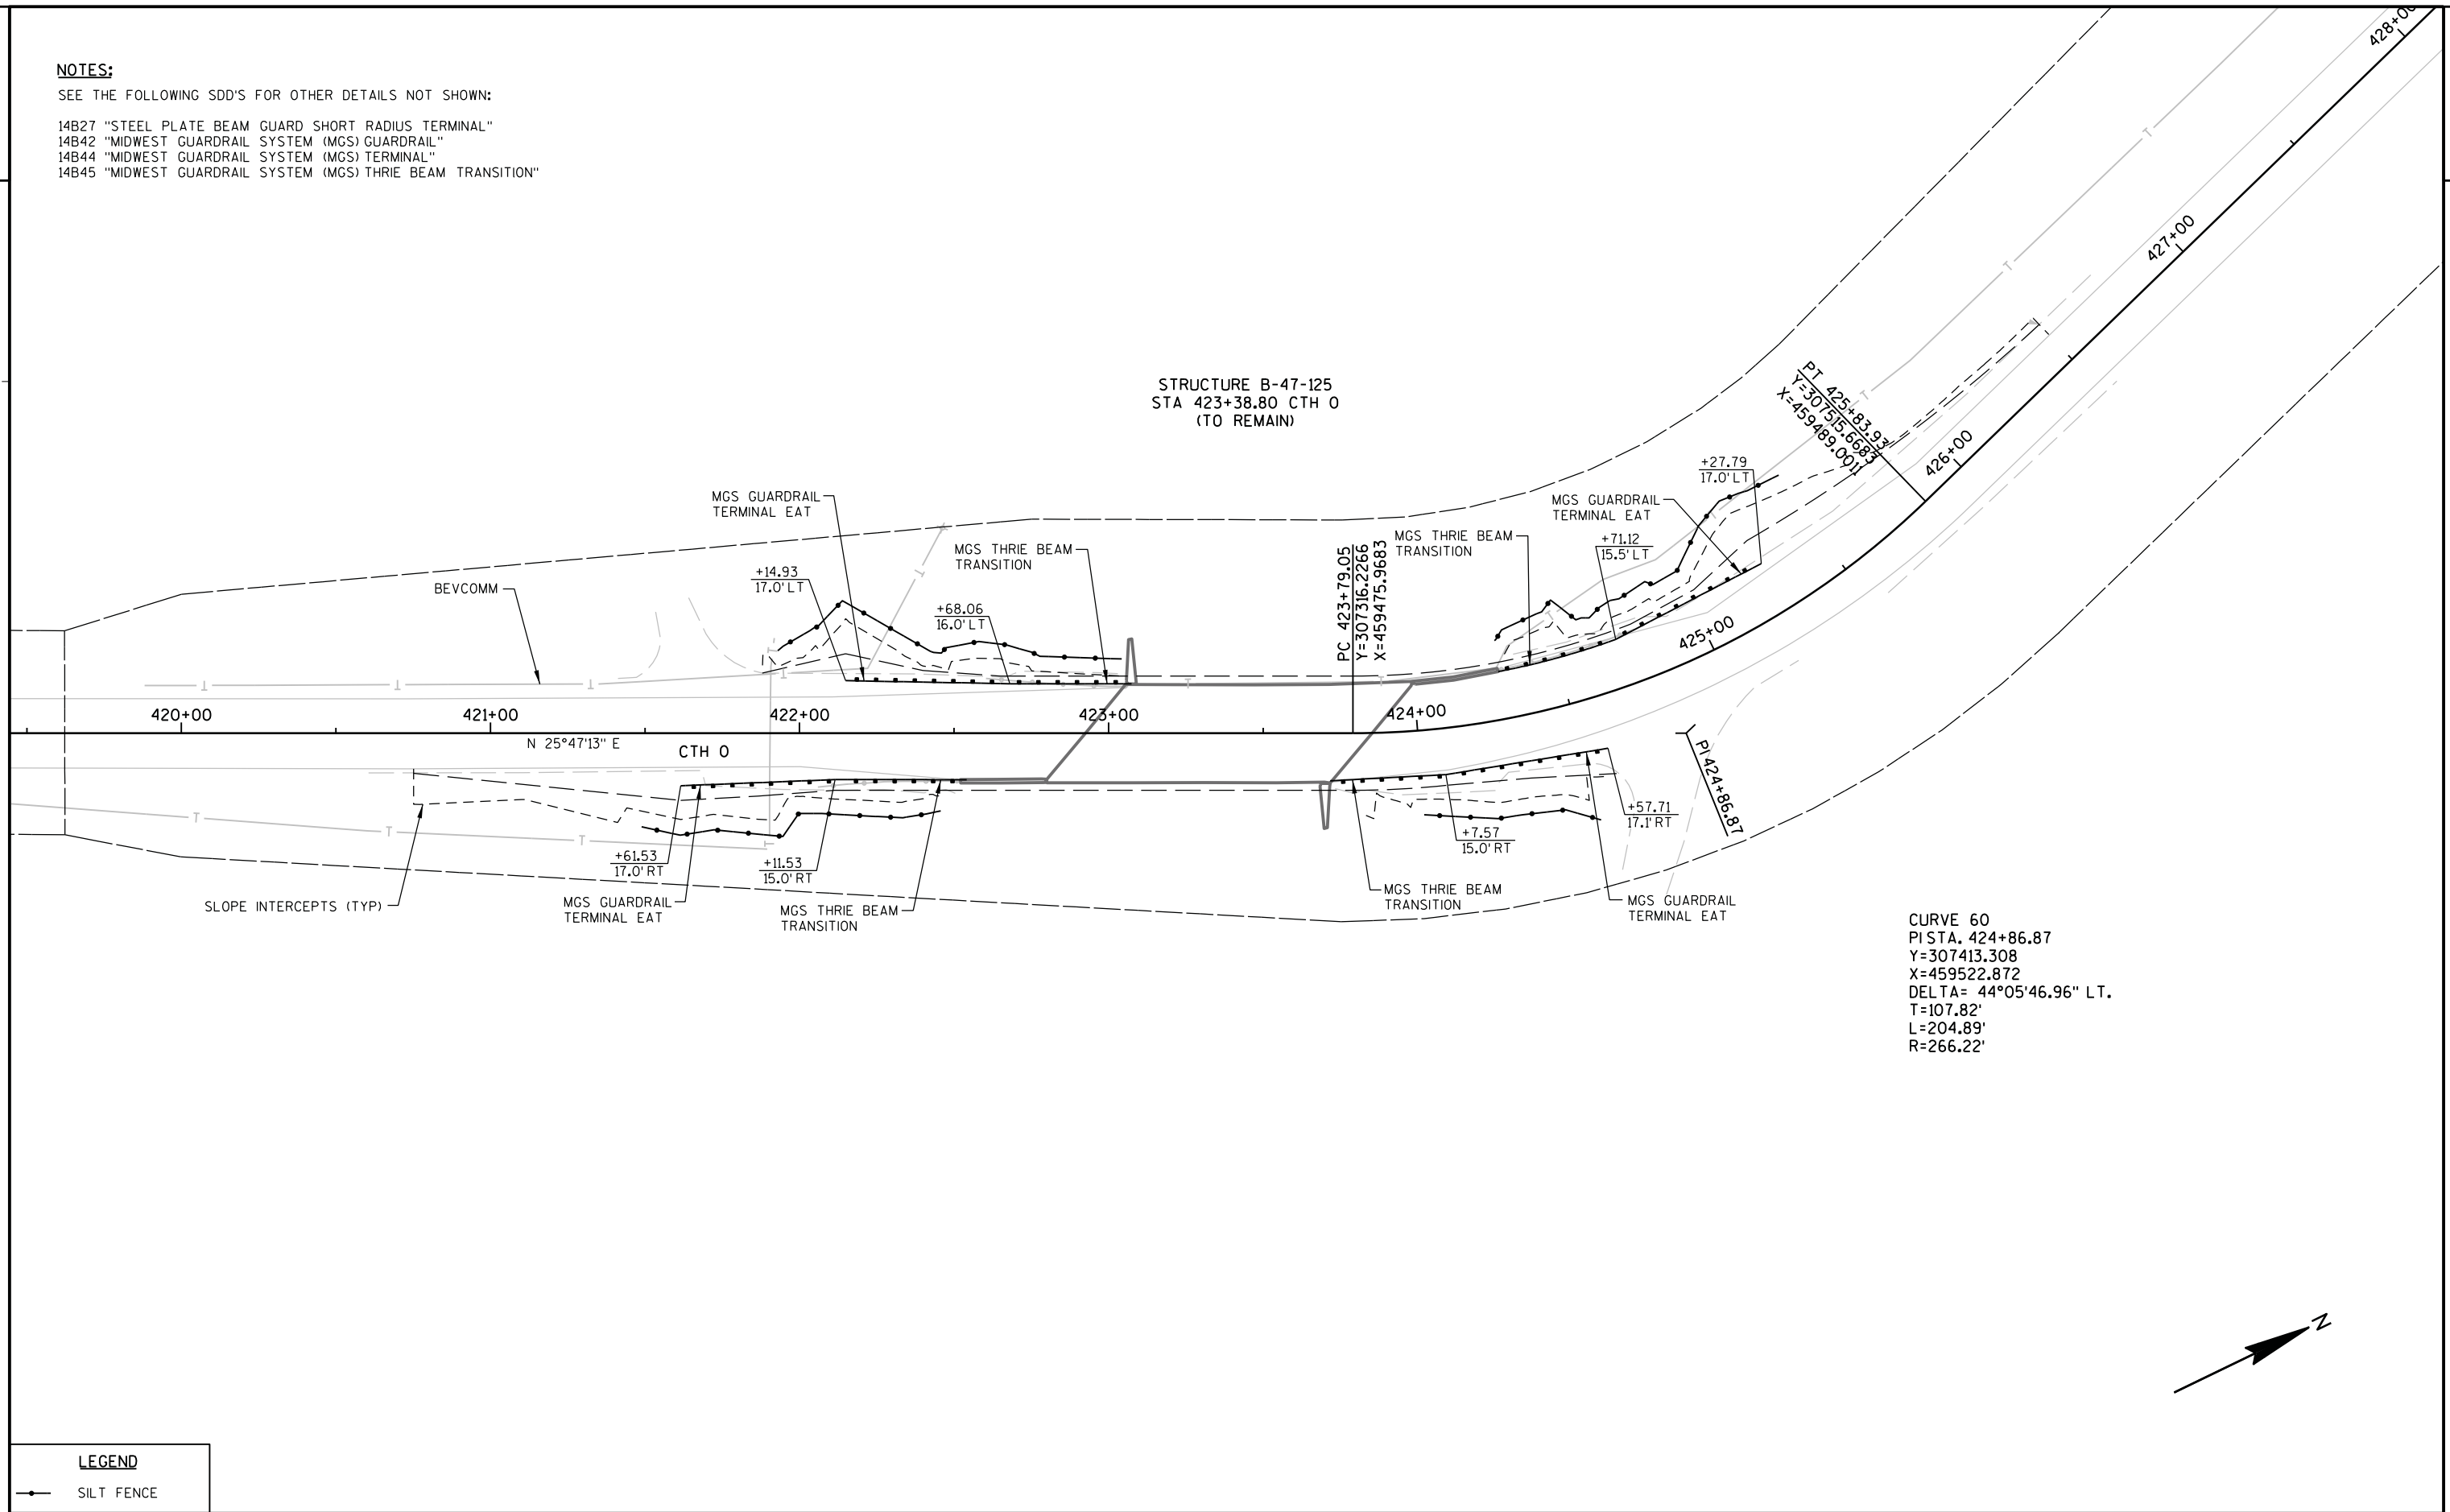 NOTES:
SEE THE FOLLOWING SDD'S FOR OTHER DETAILS NOT SHOWN:
14B27 "STEEL PLATE BEAM GUARD SHORT RADIUS TERMINAL"
14B42 "MIDWEST GUARDRAIL SYSTEM (MGS) GUARDRAIL"
14B44 "MIDWEST GUARDRAIL SYSTEM (MGS) TERMINAL"
14B45 "MIDWEST GUARDRAIL SYSTEM (MGS) THRIE BEAM TRANSITION"
428+00
427+00
STRUCTURE B-47-125
STA 423+38.80 CTH O
(TO REMAIN)
PT 425+83.93
Y=307515.6683
X=459489.0011
426+00
+27.79
17.0' LT
MGS GUARDRAIL
TERMINAL EAT
MGS GUARDRAIL
TERMINAL EAT
MGS THRIE BEAM
TRANSITION
+71.12
15.5' LT
PC 423+79.05
Y=307316.2266
X=459475.9683
MGS THRIE BEAM
TRANSITION
+14.93
17.0' LT
BEVCOMM
+68.06
16.0' LT
425+00
T
T
T
T
T
T
T
T
T
T
T
T
420+00
421+00
422+00
423+00
424+00
N 25°47'13" E
CTH O
PI 424+86.87
T
T
T
+57.71
17.1' RT
+7.57
15.0' RT
+61.53
17.0' RT
+11.53
15.0' RT
SLOPE INTERCEPTS (TYP)
MGS GUARDRAIL
TERMINAL EAT
MGS THRIE BEAM
TRANSITION
MGS THRIE BEAM
TRANSITION
MGS GUARDRAIL
TERMINAL EAT
CURVE 60
PI STA. 424+86.87
Y=307413.308
X=459522.872
DELTA= 44°05'46.96" LT.
T=107.82'
L=204.89'
R=266.22'
N
LEGEND
SILT FENCE